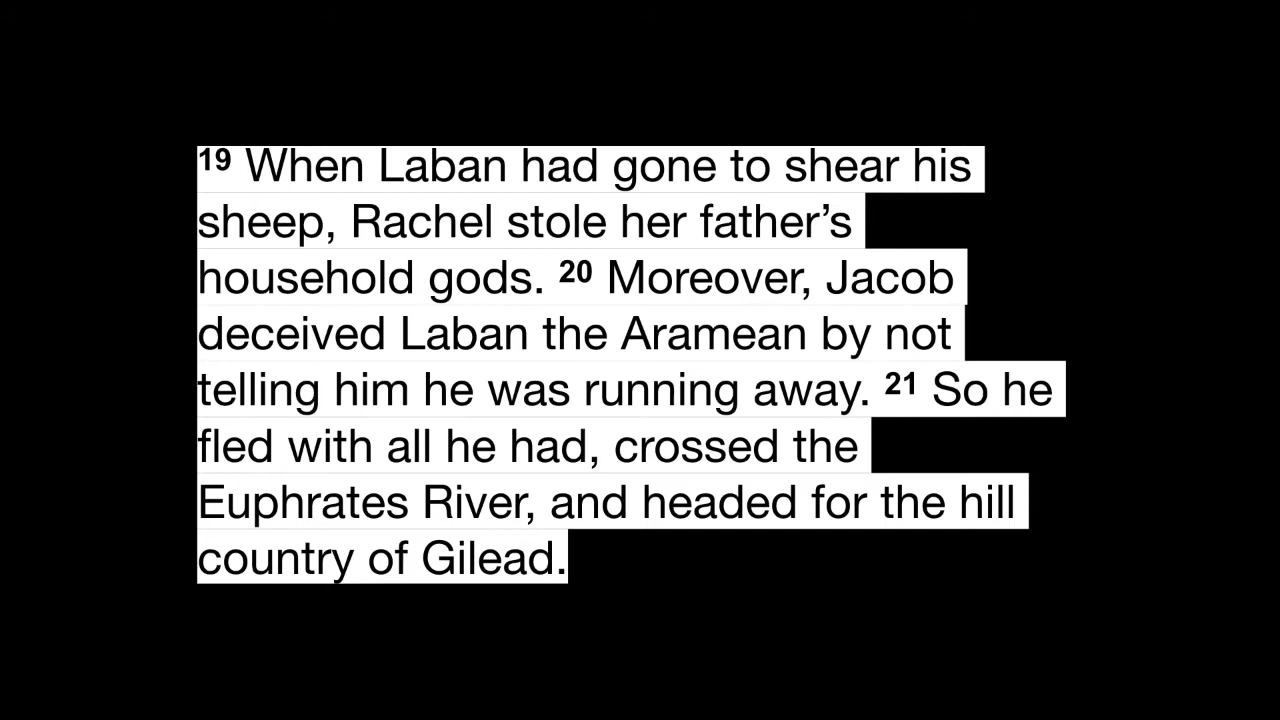 19 When Laban had gone to shear his
sheep, Rachel stole her father’s
household gods. 20 Moreover, Jacob
deceived Laban the Aramean by not
telling him he was running away. 21 So he
fled with all he had, crossed the
Euphrates River, and headed for the hill
country of Gilead.